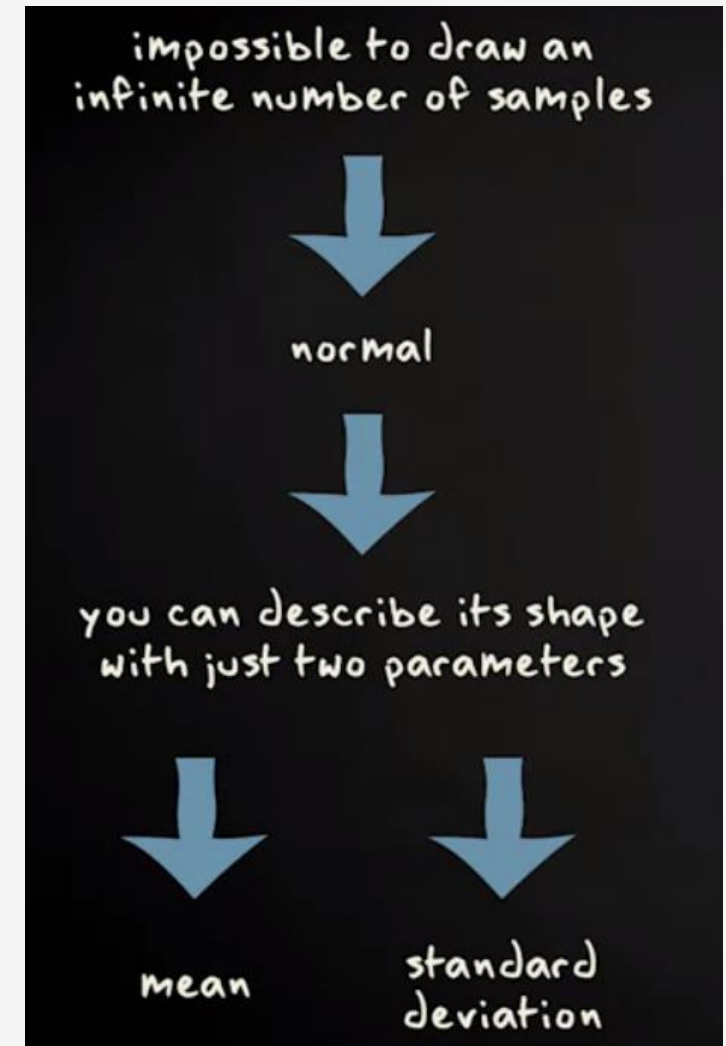 impossible to draw an
infinite number of samples
normal
you can describe its shape
with just two parameters
mean
standard
deviation